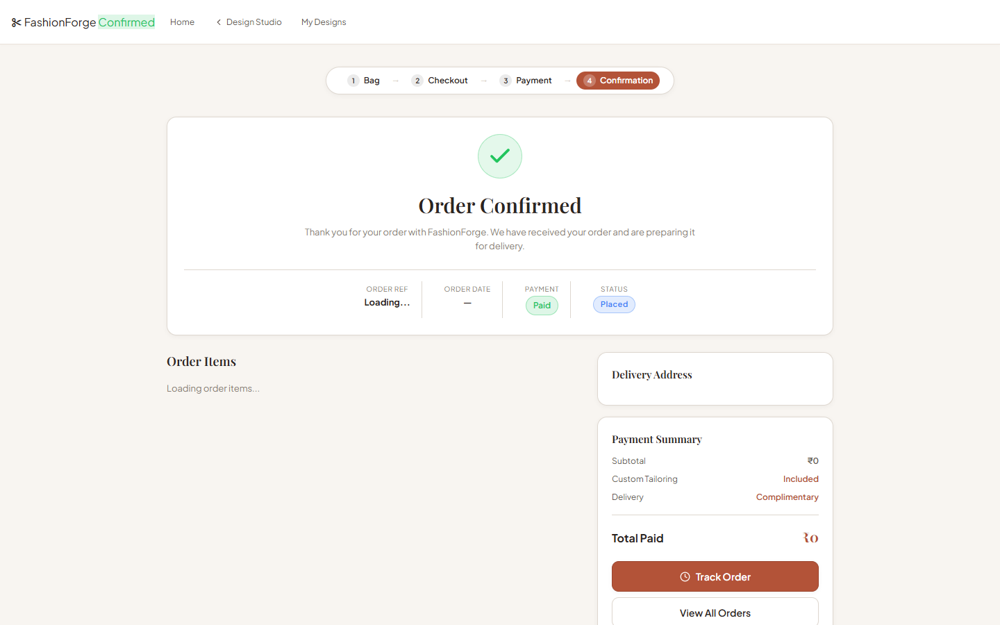 FashionForge Confirmed Home Design Studio My Designs
1 Bag → 2 Checkout → 3 Payment → 4 Confirmation
Order Confirmed
Thank you for your order with FashionForge. We have received your order and are preparing it
for delivery.
ORDER REF ORDER DATE PAYMENT STATUS
Loading... — Paid Placed
Order Items
Loading order items...
Delivery Address
Payment Summary
Subtotal ₹0
Custom Tailoring Included
Delivery Complimentary
Total Paid ₹0
Track Order
View All Orders